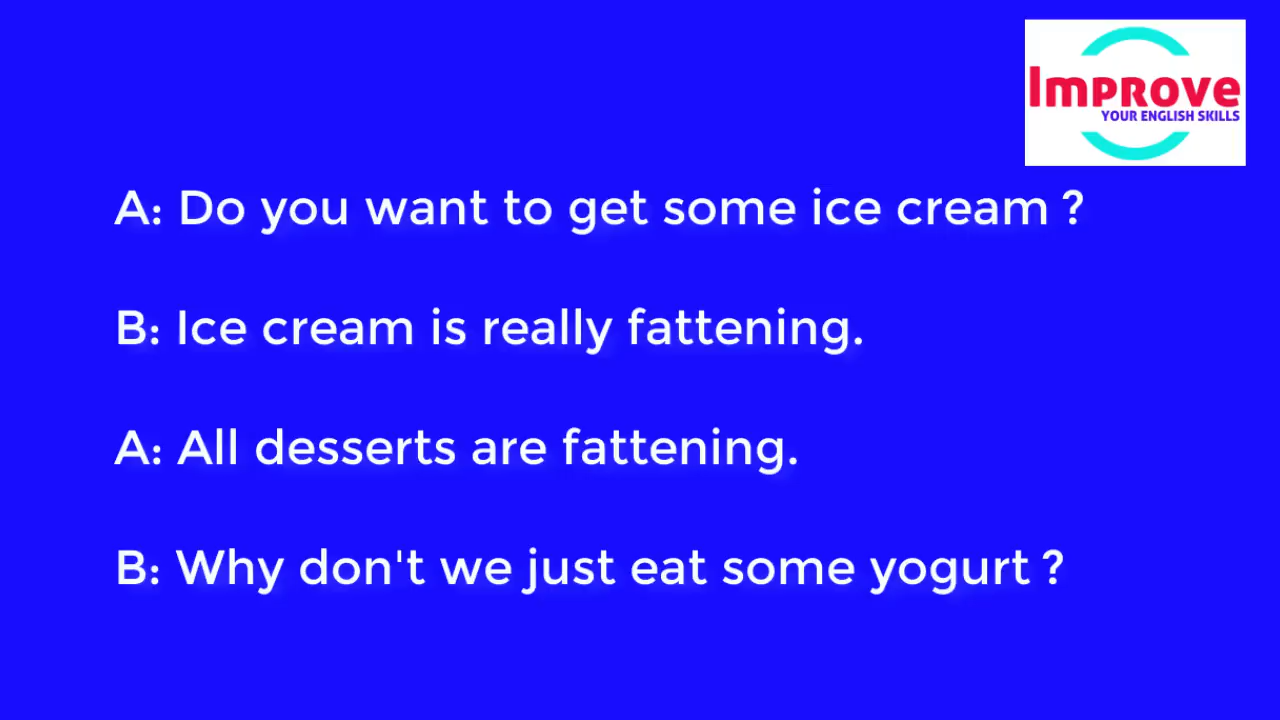 Improve
YOUR ENGLISH SKILLS
A: Do you want to get some ice cream ?
B: Ice cream is really fattening.
A: All desserts are fattening.
B: Why don't we just eat some yogurt ?